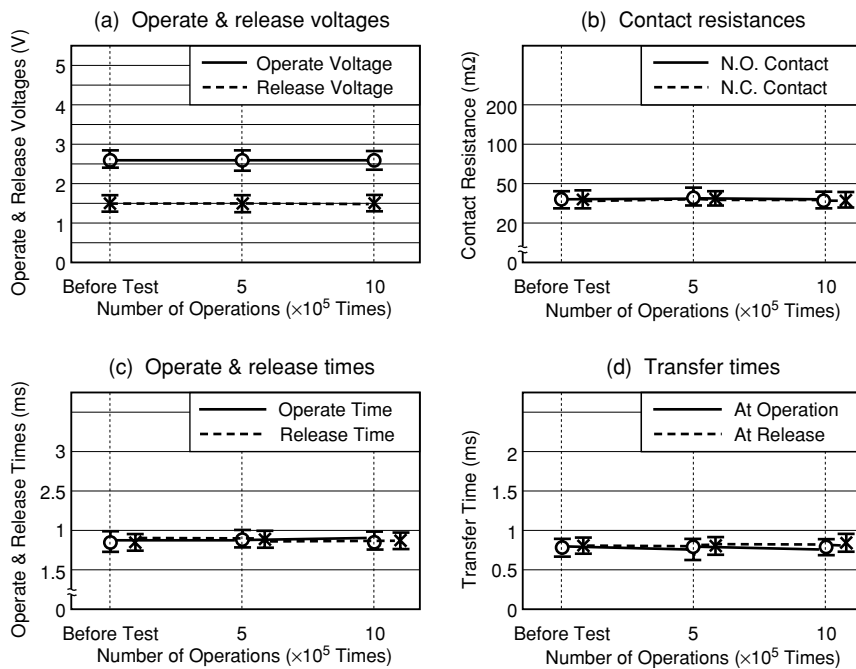 (a) Operate & release voltages
Operate & Release Voltages (V)
5
4
3
2
1
0
Operate Voltage
Release Voltage
Before Test 5 10
Number of Operations (×10⁵ Times)
(b) Contact resistances
Contact Resistance (mΩ)
200
100
50
20
0
N.O. Contact
N.C. Contact
Before Test 5 10
Number of Operations (×10⁵ Times)
(c) Operate & release times
Operate & Release Times (ms)
3
2.5
1
1.5
0
Operate Time
Release Time
Before Test 5 10
Number of Operations (×10⁵ Times)
(d) Transfer times
Transfer Time (ms)
2
1.5
1
0.5
0
At Operation
At Release
Before Test 5 10
Number of Operations (×10⁵ Times)